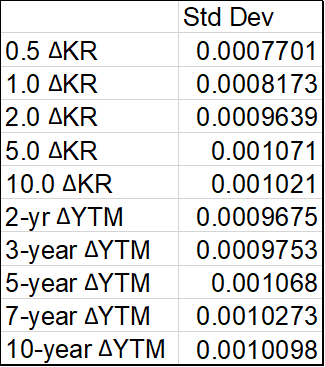 Std Dev
0.5 ΔKR 0.0007701
1.0 ΔKR 0.0008173
2.0 ΔKR 0.0009639
5.0 ΔKR 0.001071
10.0 ΔKR 0.001021
2-yr ΔYTM 0.0009675
3-year ΔYTM 0.0009753
5-year ΔYTM 0.001068
7-year ΔYTM 0.0010273
10-year ΔYTM 0.0010098